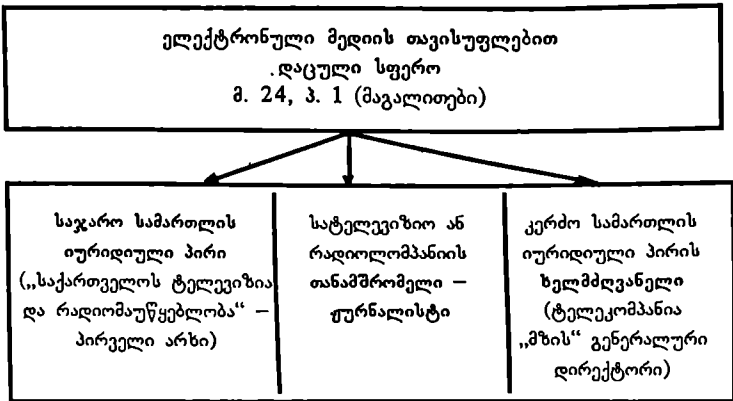 ელექტრონული მედიის თავისუფლებით
.დაცული სფერო
მ. 24, პ. 1 (მაგალითები)
საჯარო სამართლის
იურიდიული პირი
(„საქართველოს ტელევიზია
და რადიომაუწყებლობა“ –
პირველი არხი)
სატელევიზიო ან
რადიოლომპანიის
თანამშრომელი –
ჟურნალისტი
კერძო სამართლის
იურიდიული პირის
ხელმძღვანელი
(ტელეკომპანია
„მზის“ გენერალური
დირექტორი)